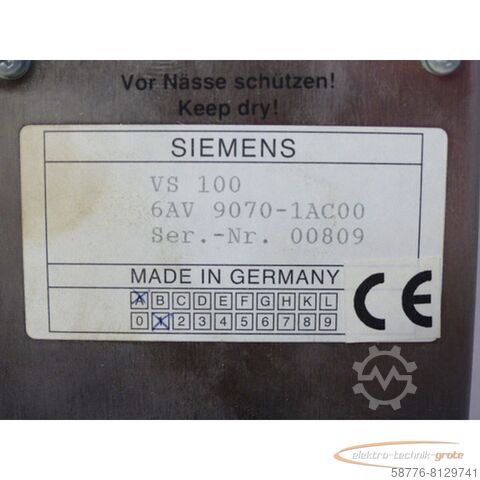 Vor Nässe schützen!
Keep dry!
SIEMENS
VS 100
6AV 9070-1AC00
Ser.-Nr. 00809
MADE IN GERMANY
A B C D E F G H K L
0 1 2 3 4 5 6 7 8 9
CE
elektro-technik-grote
58776-8129741